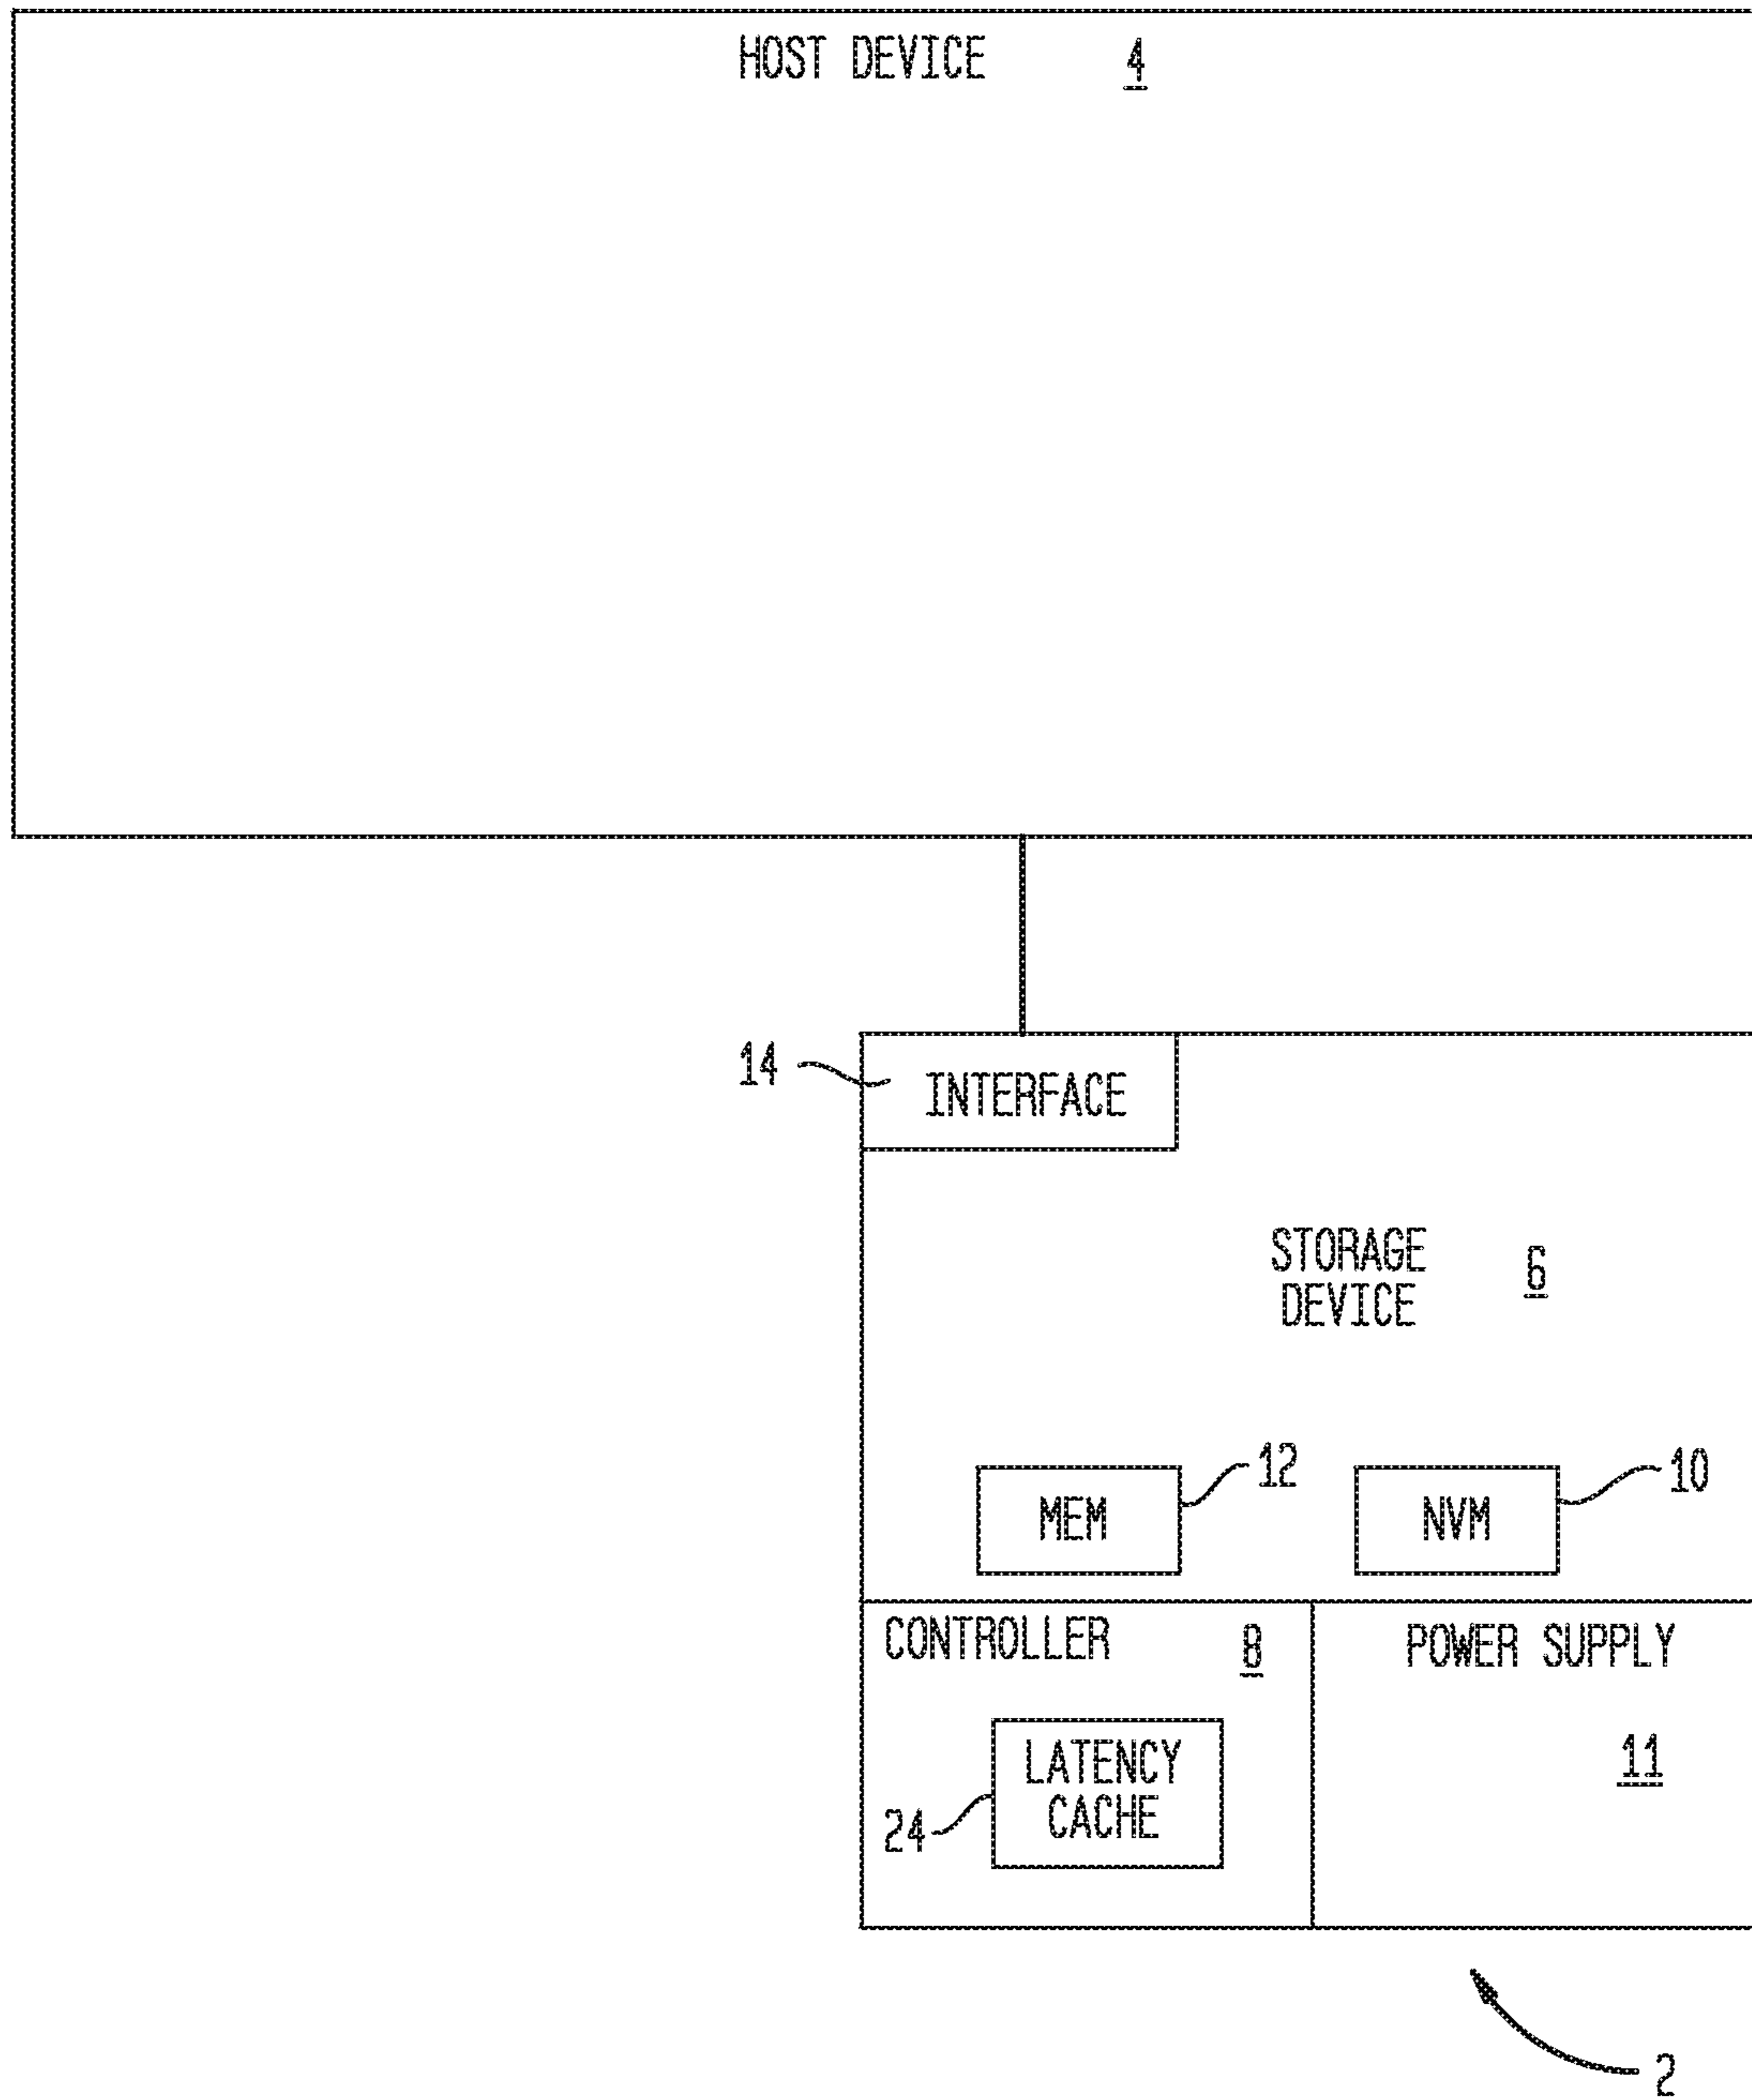 HOST DEVICE 4
14 INTERFACE
STORAGE
DEVICE 6
MEM 12
NVM 10
CONTROLLER 8
LATENCY
CACHE
24
POWER SUPPLY
11
2